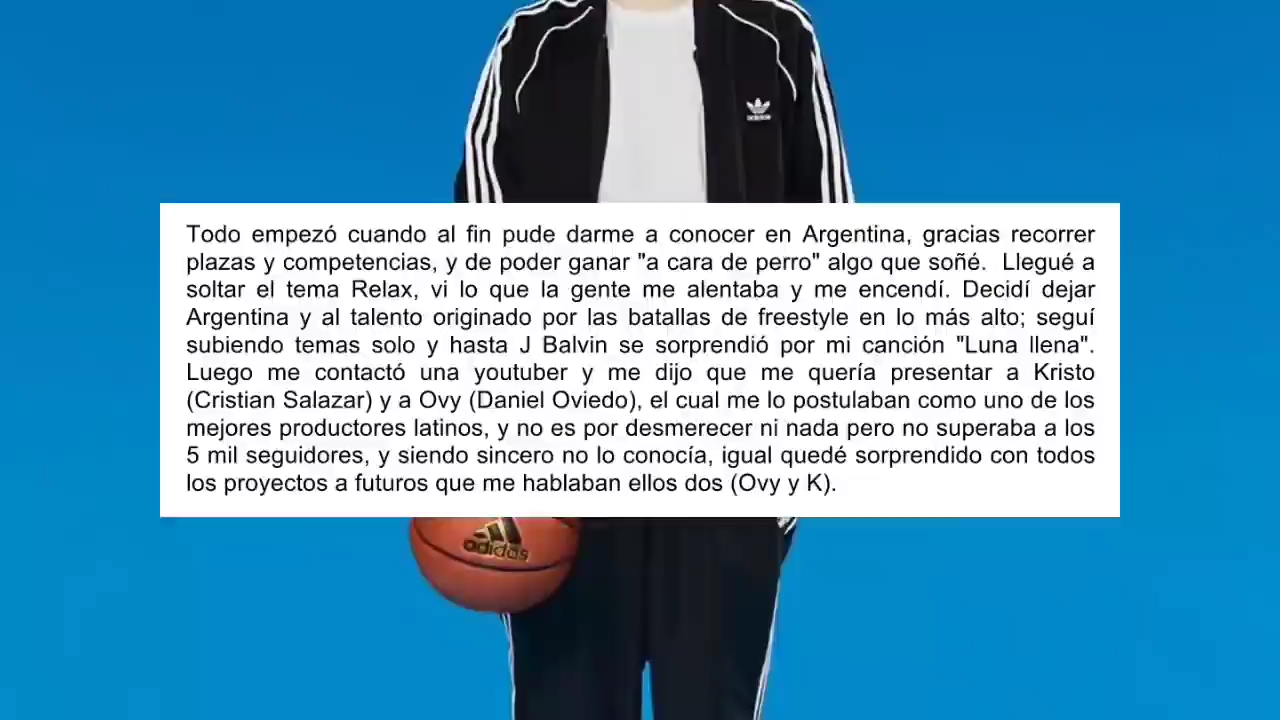 adidas
Todo empezó cuando al fin pude darme a conocer en Argentina, gracias recorrer
plazas y competencias, y de poder ganar "a cara de perro" algo que soñé.  Llegué a
soltar el tema Relax, vi lo que la gente me alentaba y me encendí. Decidí dejar
Argentina y al talento originado por las batallas de freestyle en lo más alto; seguí
subiendo temas solo y hasta J Balvin se sorprendió por mi canción "Luna llena".
Luego me contactó una youtuber y me dijo que me quería presentar a Kristo
(Cristian Salazar) y a Ovy (Daniel Oviedo), el cual me lo postulaban como uno de los
mejores productores latinos, y no es por desmerecer ni nada pero no superaba a los
5 mil seguidores, y siendo sincero no lo conocía, igual quedé sorprendido con todos
los proyectos a futuros que me hablaban ellos dos (Ovy y K).
adidas